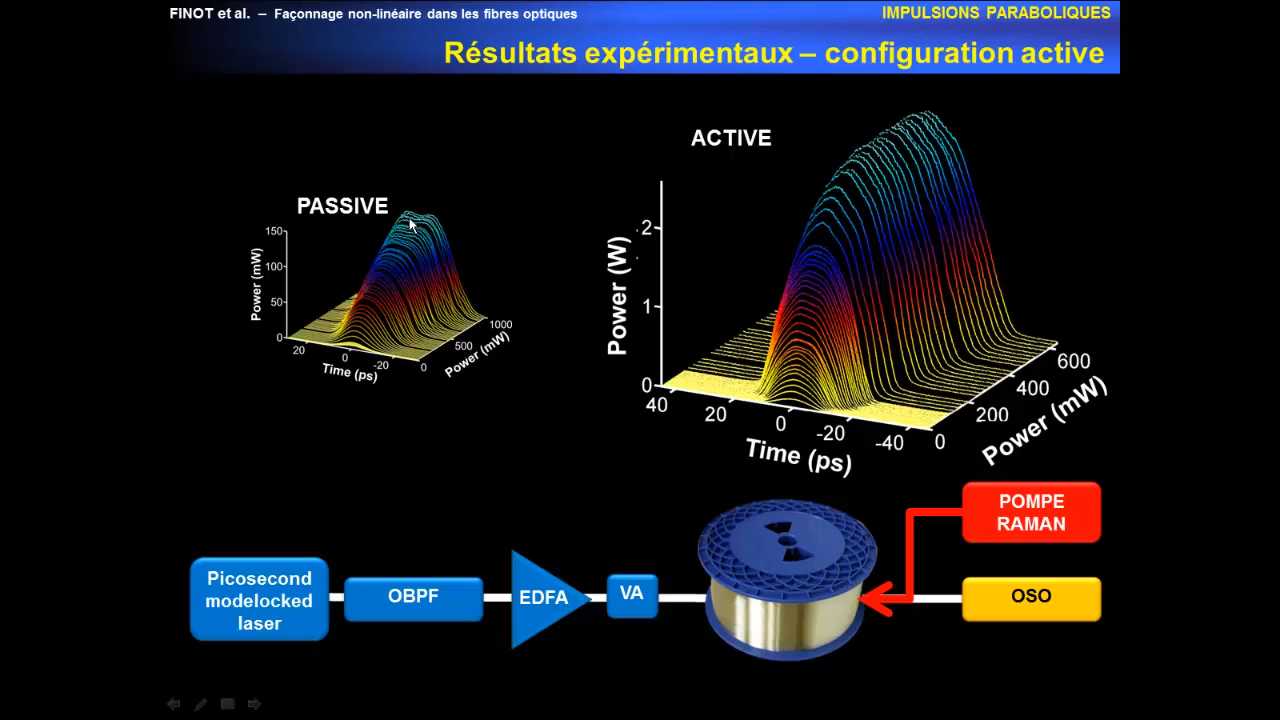 FINOT et al. – Façonnage non-linéaire dans les fibres optiques
IMPULSIONS PARABOLIQUES
Résultats expérimentaux – configuration active
PASSIVE
150
100
50
0
Power (mW)
20
0
-20
Time (ps)
0
500
1000
Power (mW)
ACTIVE
2
1
0
Power (W)
40
20
0
-20
-40
Time (ps)
0
200
400
600
Power (mW)
POMPE
RAMAN
Picosecond
modelocked
laser
OBPF
EDFA
VA
OSO